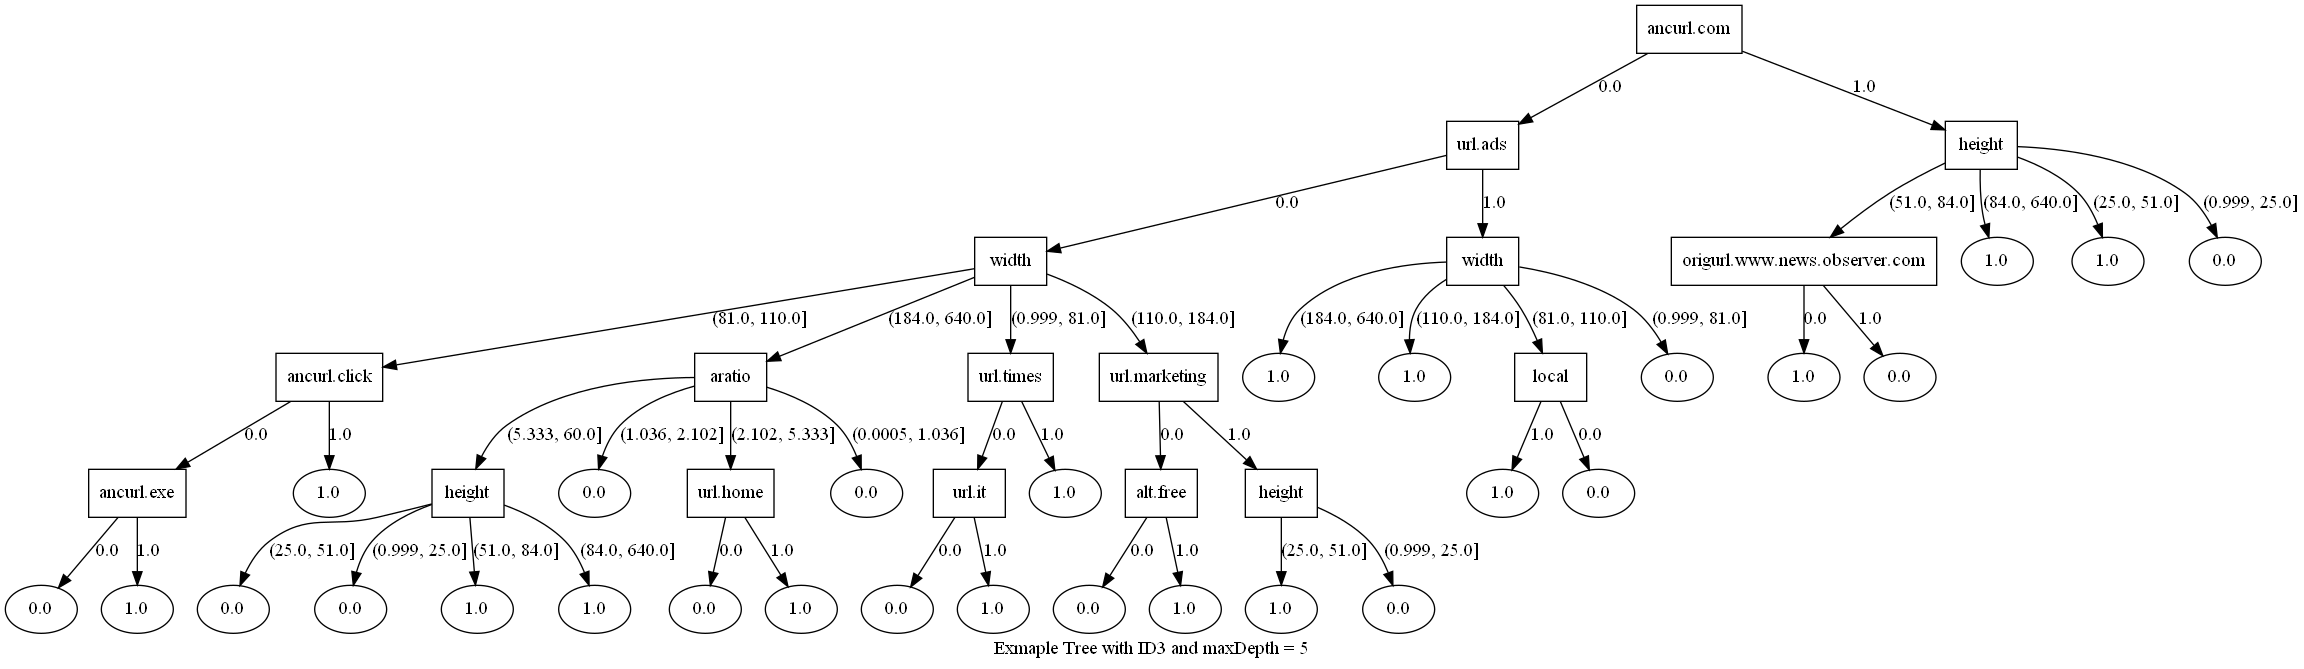 ancurl.com
0.0 1.0
url.ads height
0.0 1.0 (51.0, 84.0] (84.0, 640.0] (25.0, 51.0] (0.999, 25.0]
width width origurl.www.news.observer.com 1.0 1.0 0.0
(81.0, 110.0] (184.0, 640.0] (0.999, 81.0] (110.0, 184.0] (184.0, 640.0] (110.0, 184.0] (81.0, 110.0] (0.999, 81.0] 0.0 1.0
ancurl.click aratio url.times url.marketing 1.0 1.0 local 0.0 1.0 0.0
0.0 1.0 (5.333, 60.0] (1.036, 2.102] (2.102, 5.333] (0.0005, 1.036] 0.0 1.0 0.0 1.0 1.0 0.0
ancurl.exe 1.0 height 0.0 url.home 0.0 url.it 1.0 alt.free height 1.0 0.0
0.0 1.0 (25.0, 51.0] (0.999, 25.0] (51.0, 84.0] (84.0, 640.0] 0.0 1.0 0.0 1.0 0.0 1.0 (25.0, 51.0] (0.999, 25.0]
0.0 1.0 0.0 0.0 1.0 1.0 0.0 1.0 0.0 1.0 0.0 1.0 1.0 0.0
Exmaple Tree with ID3 and maxDepth = 5